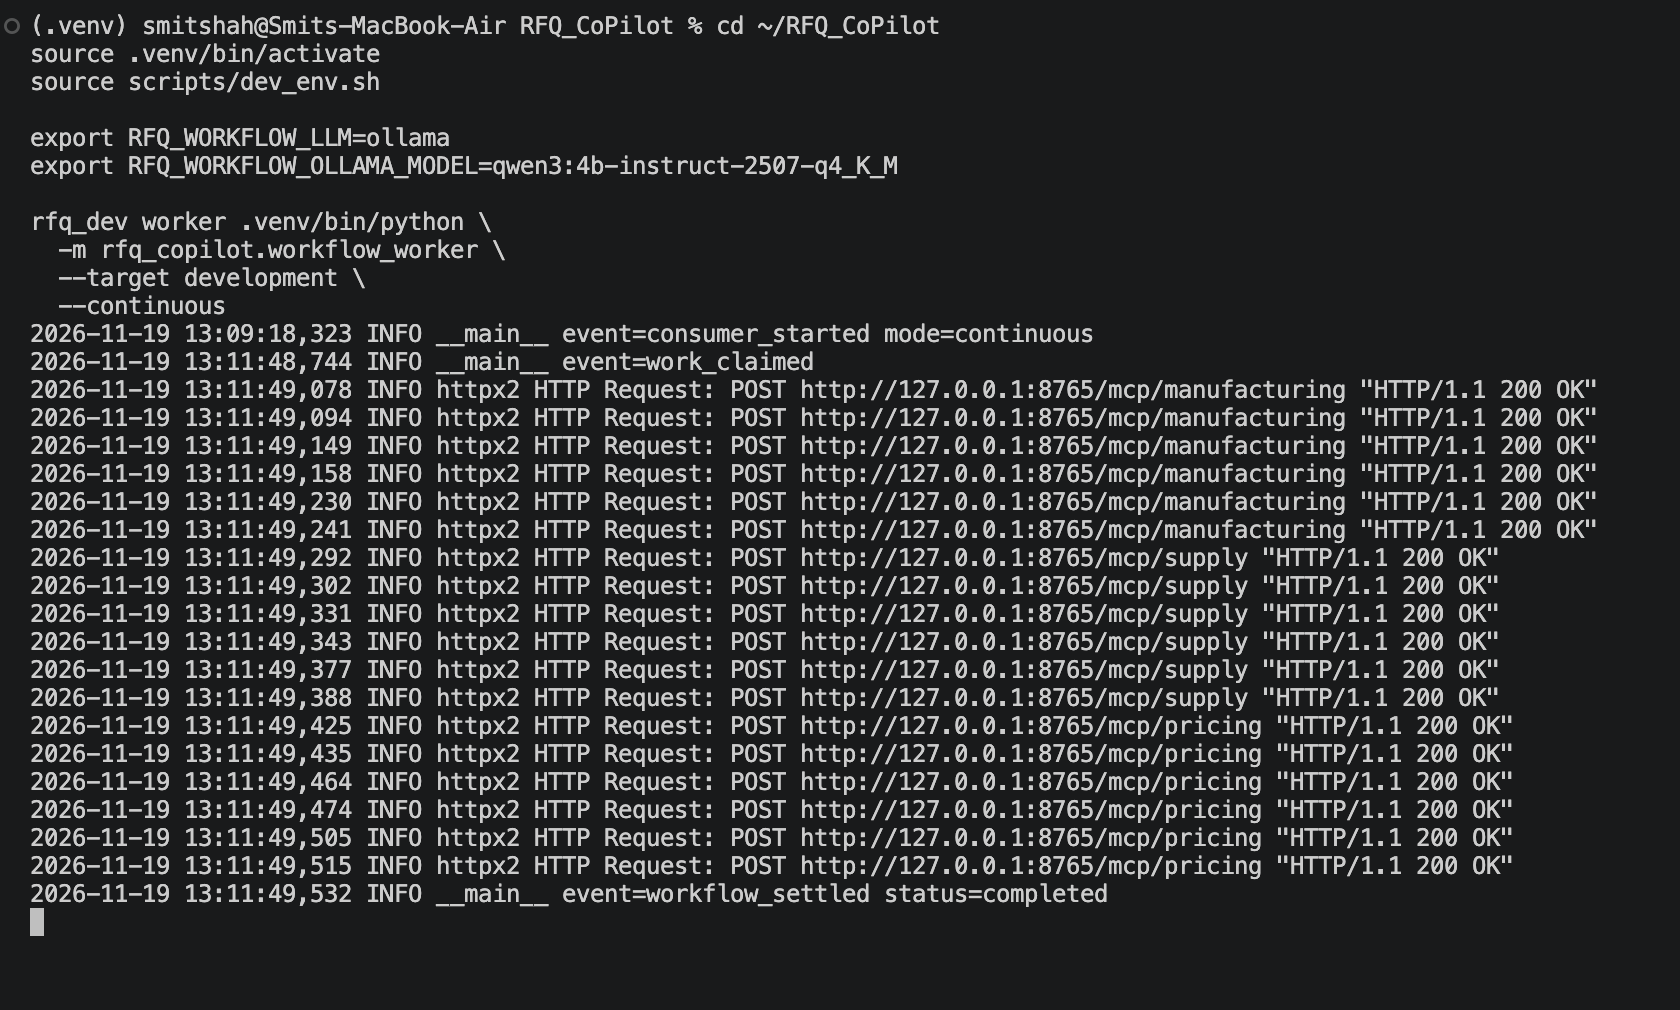 (.venv) smitshah@Smits-MacBook-Air RFQ_CoPilot % cd ~/RFQ_CoPilot
source .venv/bin/activate
source scripts/dev_env.sh
export RFQ_WORKFLOW_LLM=ollama
export RFQ_WORKFLOW_OLLAMA_MODEL=qwen3:4b-instruct-2507-q4_K_M
rfq_dev worker .venv/bin/python \
  -m rfq_copilot.workflow_worker \
  --target development \
  --continuous
2026-11-19 13:09:18,323 INFO __main__ event=consumer_started mode=continuous
2026-11-19 13:11:48,744 INFO __main__ event=work_claimed
2026-11-19 13:11:49,078 INFO httpx2 HTTP Request: POST http://127.0.0.1:8765/mcp/manufacturing "HTTP/1.1 200 OK"
2026-11-19 13:11:49,094 INFO httpx2 HTTP Request: POST http://127.0.0.1:8765/mcp/manufacturing "HTTP/1.1 200 OK"
2026-11-19 13:11:49,149 INFO httpx2 HTTP Request: POST http://127.0.0.1:8765/mcp/manufacturing "HTTP/1.1 200 OK"
2026-11-19 13:11:49,158 INFO httpx2 HTTP Request: POST http://127.0.0.1:8765/mcp/manufacturing "HTTP/1.1 200 OK"
2026-11-19 13:11:49,230 INFO httpx2 HTTP Request: POST http://127.0.0.1:8765/mcp/manufacturing "HTTP/1.1 200 OK"
2026-11-19 13:11:49,241 INFO httpx2 HTTP Request: POST http://127.0.0.1:8765/mcp/manufacturing "HTTP/1.1 200 OK"
2026-11-19 13:11:49,292 INFO httpx2 HTTP Request: POST http://127.0.0.1:8765/mcp/supply "HTTP/1.1 200 OK"
2026-11-19 13:11:49,302 INFO httpx2 HTTP Request: POST http://127.0.0.1:8765/mcp/supply "HTTP/1.1 200 OK"
2026-11-19 13:11:49,331 INFO httpx2 HTTP Request: POST http://127.0.0.1:8765/mcp/supply "HTTP/1.1 200 OK"
2026-11-19 13:11:49,343 INFO httpx2 HTTP Request: POST http://127.0.0.1:8765/mcp/supply "HTTP/1.1 200 OK"
2026-11-19 13:11:49,377 INFO httpx2 HTTP Request: POST http://127.0.0.1:8765/mcp/supply "HTTP/1.1 200 OK"
2026-11-19 13:11:49,388 INFO httpx2 HTTP Request: POST http://127.0.0.1:8765/mcp/supply "HTTP/1.1 200 OK"
2026-11-19 13:11:49,425 INFO httpx2 HTTP Request: POST http://127.0.0.1:8765/mcp/pricing "HTTP/1.1 200 OK"
2026-11-19 13:11:49,435 INFO httpx2 HTTP Request: POST http://127.0.0.1:8765/mcp/pricing "HTTP/1.1 200 OK"
2026-11-19 13:11:49,464 INFO httpx2 HTTP Request: POST http://127.0.0.1:8765/mcp/pricing "HTTP/1.1 200 OK"
2026-11-19 13:11:49,474 INFO httpx2 HTTP Request: POST http://127.0.0.1:8765/mcp/pricing "HTTP/1.1 200 OK"
2026-11-19 13:11:49,505 INFO httpx2 HTTP Request: POST http://127.0.0.1:8765/mcp/pricing "HTTP/1.1 200 OK"
2026-11-19 13:11:49,515 INFO httpx2 HTTP Request: POST http://127.0.0.1:8765/mcp/pricing "HTTP/1.1 200 OK"
2026-11-19 13:11:49,532 INFO __main__ event=workflow_settled status=completed